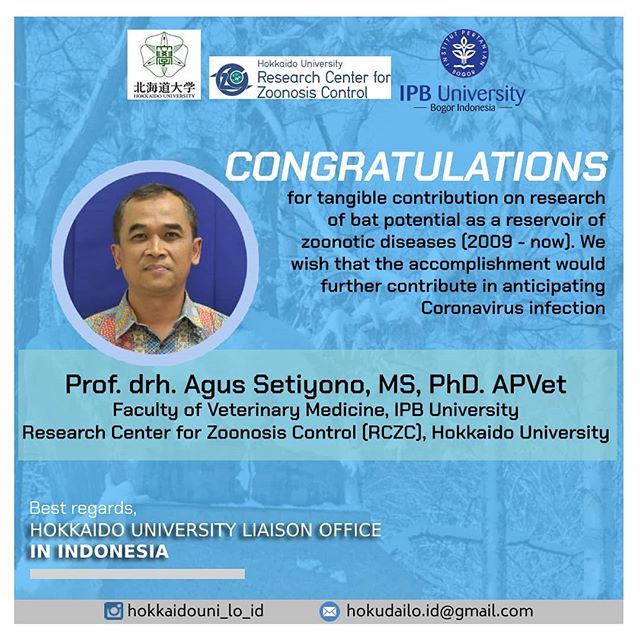 北海道大学
HOKKAIDO UNIVERSITY
Hokkaido University
Research Center for
Zoonosis Control
INSTITUT PERTANIAN
BOGOR
IPB University
Bogor Indonesia
CONGRATULATIONS
for tangible contribution on research
of bat potential as a reservoir of
zoonotic diseases (2009 - now). We
wish that the accomplishment would
further contribute in anticipating
Coronavirus infection
Prof. drh. Agus Setiyono, MS, PhD. APVet
Faculty of Veterinary Medicine, IPB University
Research Center for Zoonosis Control (RCZC), Hokkaido University
Best regards,
HOKKAIDO UNIVERSITY LIAISON OFFICE
IN INDONESIA
hokkaidouni_lo_id
hokudailo.id@gmail.com